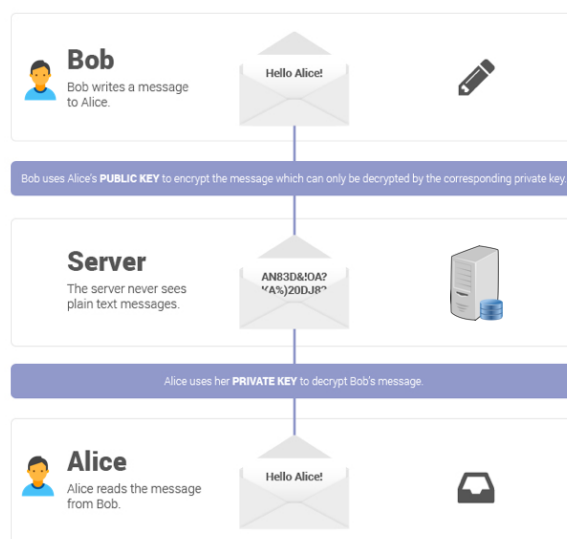 Bob
Bob writes a message
to Alice.
Hello Alice!
Bob uses Alice's PUBLIC KEY to encrypt the message which can only be decrypted by the corresponding private key.
Server
The server never sees
plain text messages.
AN83D&!OA?
Alice uses her PRIVATE KEY to decrypt Bob's message.
Alice
Alice reads the message
from Bob.
Hello Alice!